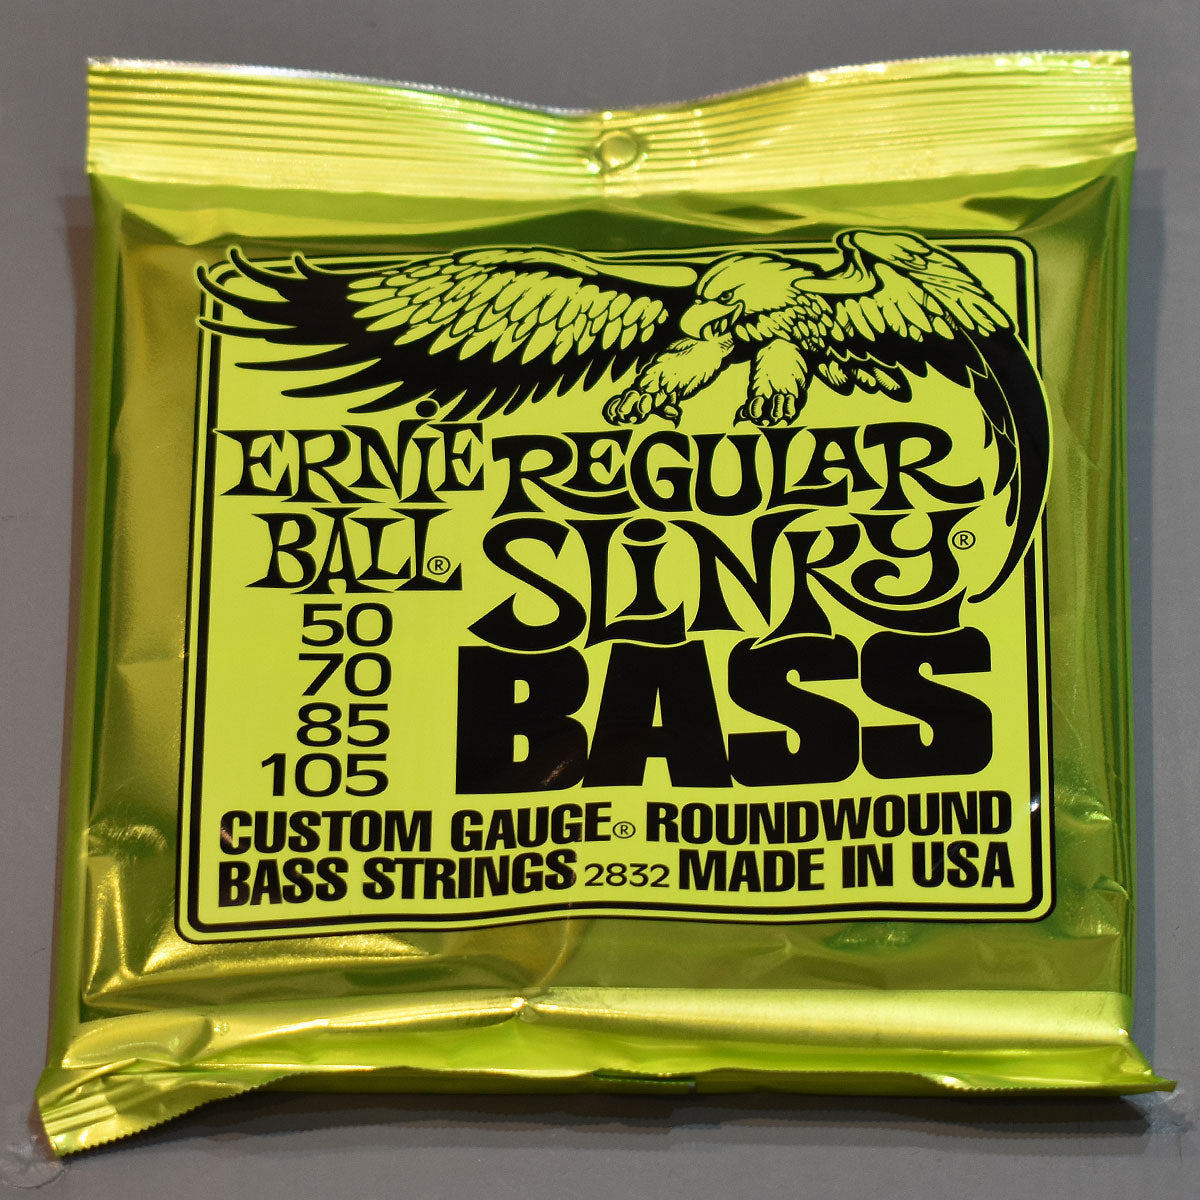 ERNIE BALL®
REGULAR SLINKY®
BASS
50
70
85
105
CUSTOM GAUGE® ROUNDWOUND
BASS STRINGS 2832 MADE IN USA